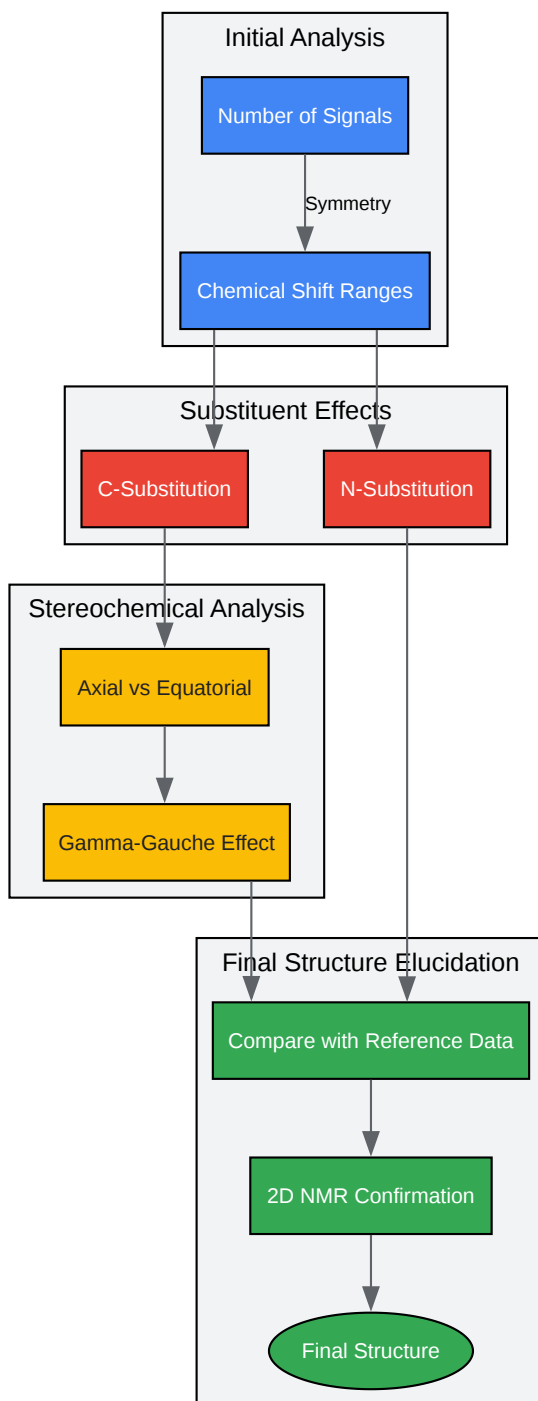 Initial Analysis
Number of Signals
Symmetry
Chemical Shift Ranges
Substituent Effects
C-Substitution
N-Substitution
Stereochemical Analysis
Axial vs Equatorial
Gamma-Gauche Effect
Final Structure Elucidation
Compare with Reference Data
2D NMR Confirmation
Final Structure